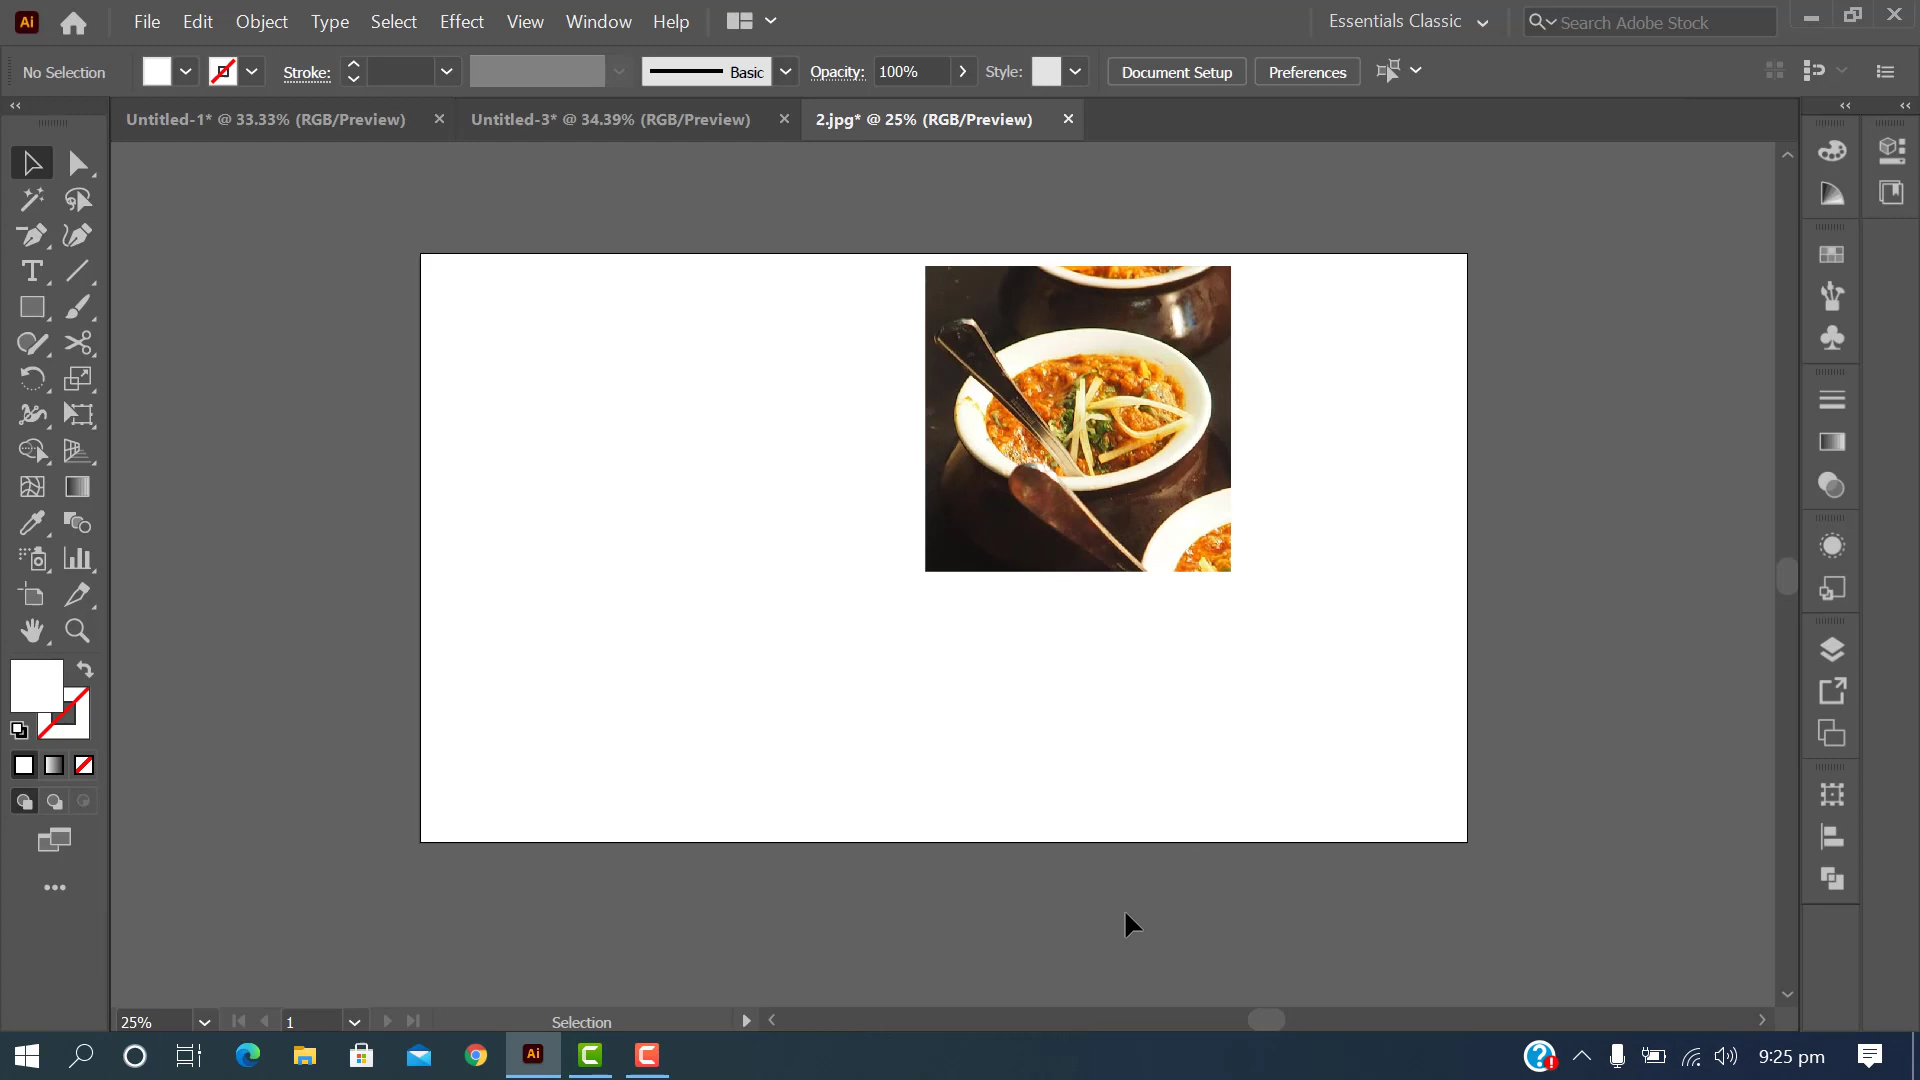 Ai File Edit Object Type Select Effect View Window Help Essentials Classic Search Adobe Stock
No Selection Stroke: Basic Opacity: 100% Style: Document Setup Preferences
Untitled-1* @ 33.33% (RGB/Preview) Untitled-3* @ 34.39% (RGB/Preview) 2.jpg* @ 25% (RGB/Preview)
25% 1 Selection
Ai 9:25 pm